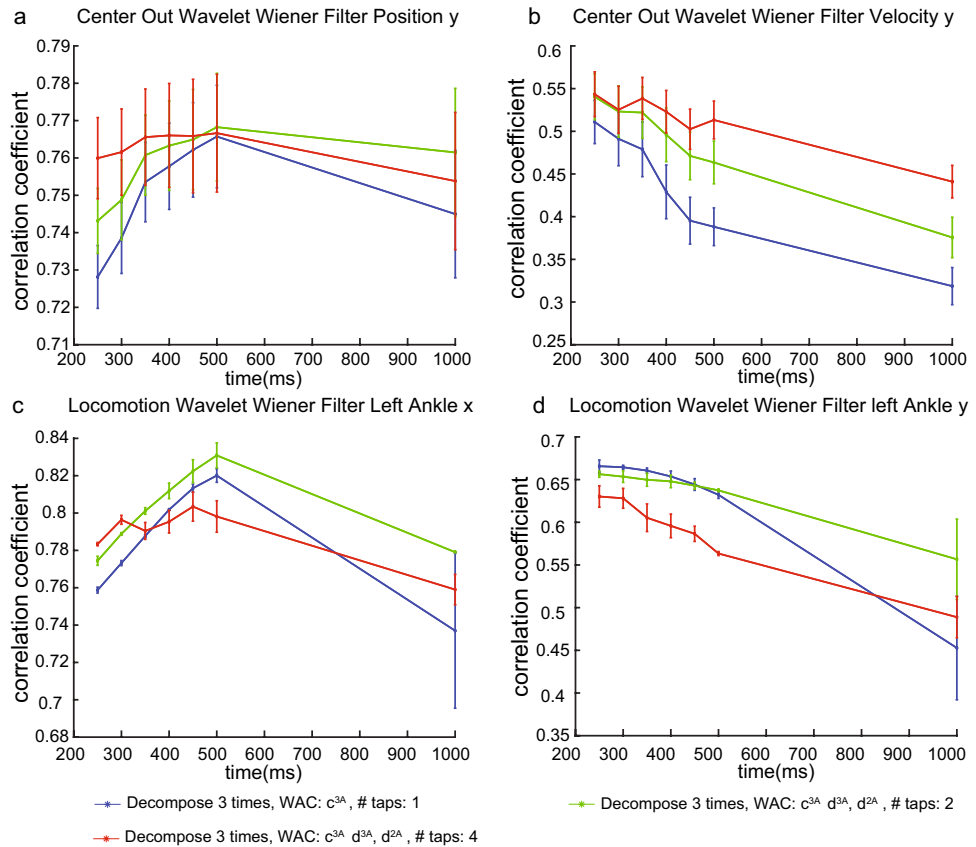 a Center Out Wavelet Wiener Filter Position y
correlation coefficient
0.79
0.78
0.77
0.76
0.75
0.74
0.73
0.72
0.71
200 300 400 500 600 700 800 900 1000
time(ms)
b Center Out Wavelet Wiener Filter Velocity y
correlation coefficient
0.6
0.55
0.5
0.45
0.4
0.35
0.3
0.25
200 300 400 500 600 700 800 900 1000
time(ms)
c Locomotion Wavelet Wiener Filter Left Ankle x
correlation coefficient
0.84
0.82
0.8
0.78
0.76
0.74
0.72
0.7
0.68
200 300 400 500 600 700 800 900 1000
time(ms)
d Locomotion Wavelet Wiener Filter left Ankle y
correlation coefficient
0.7
0.65
0.6
0.55
0.5
0.45
0.4
0.35
200 300 400 500 600 700 800 900 1000
time(ms)
Decompose 3 times, WAC: c³ᴬ , # taps: 1
Decompose 3 times, WAC: c³ᴬ d³ᴬ, d²ᴬ , # taps: 2
Decompose 3 times, WAC: c³ᴬ d³ᴬ, d²ᴬ , # taps: 4